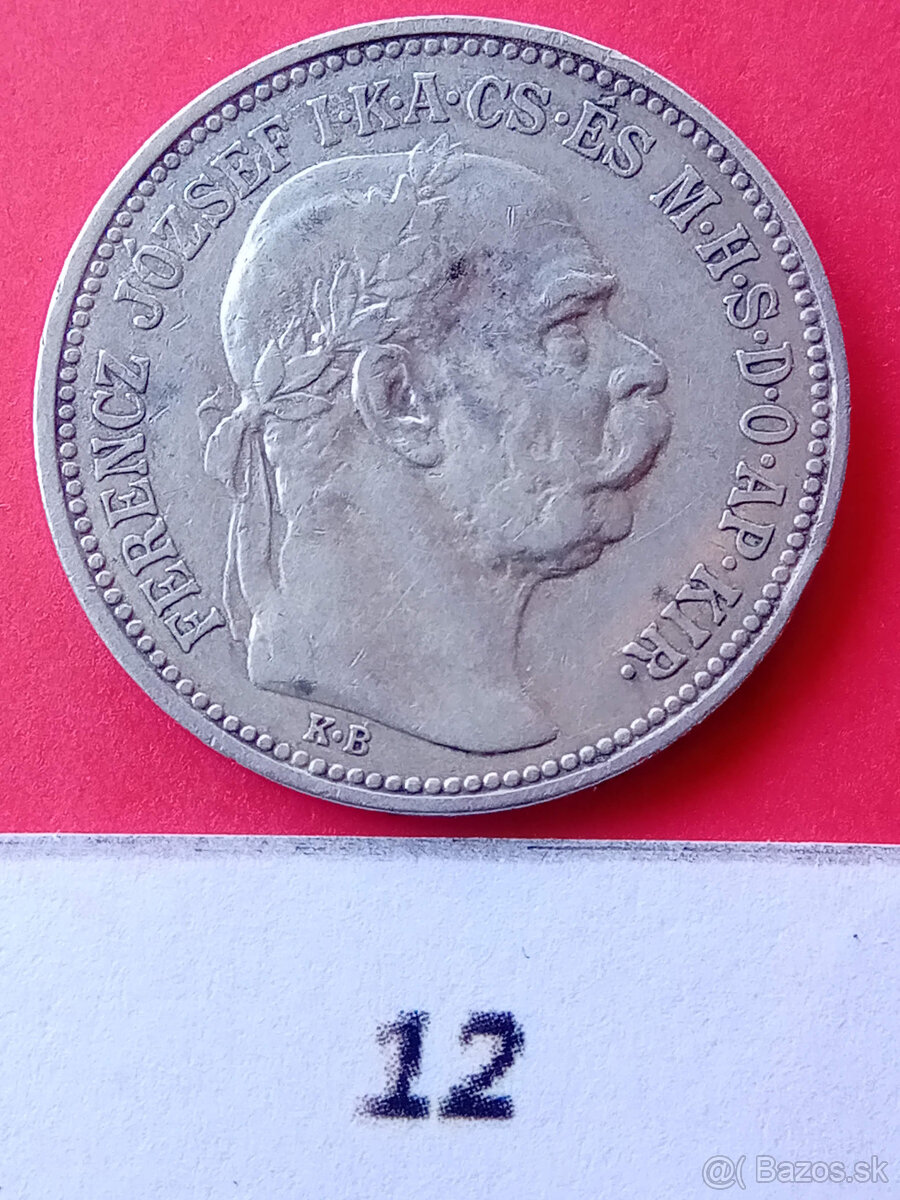 FERENCZ JÓZSEF I·K·A·CS·ÉS M·H·S·D·O·AP·KIR·
K·B
12
@( Bazos.sk